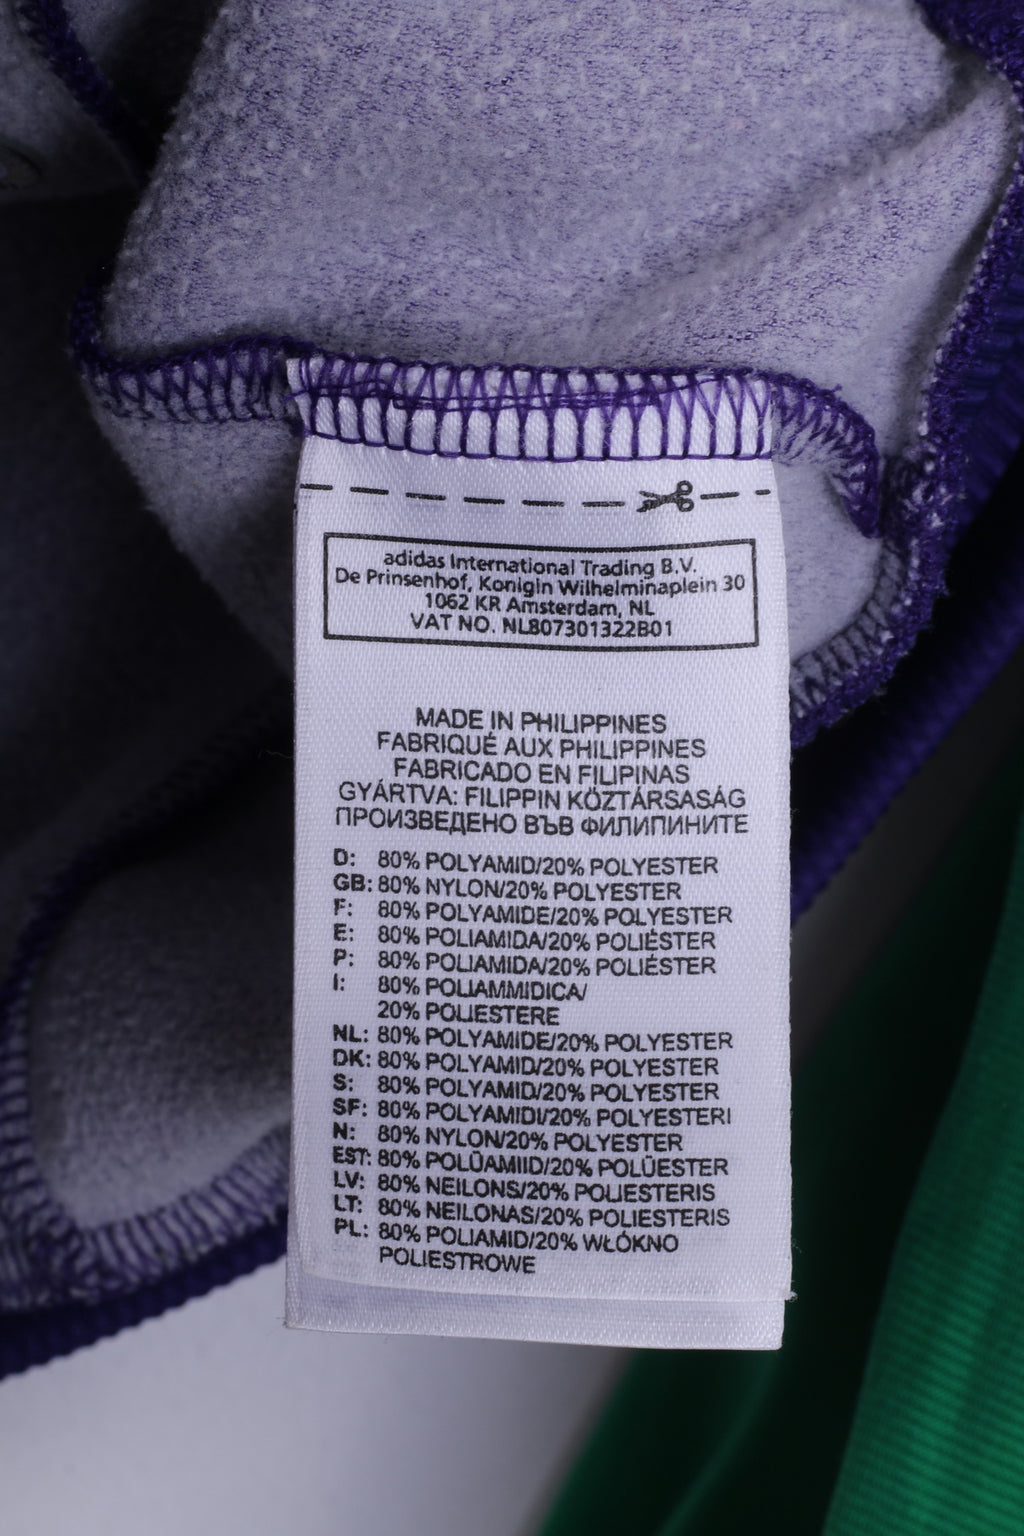 adidas International Trading B.V.
De Prinsenhof, Konigin Wilhelminaplein 30
1062 KR Amsterdam, NL
VAT NO. NL807301322B01
MADE IN PHILIPPINES
FABRIQUÉ AUX PHILIPPINES
FABRICADO EN FILIPINAS
GYÁRTVA: FILIPPIN KÖZTÁRSASÁG
ПРОИЗВЕДЕНО ВЪВ ФИЛИПИНИТЕ
D: 80% POLYAMID/20% POLYESTER
GB: 80% NYLON/20% POLYESTER
F: 80% POLYAMIDE/20% POLYESTER
E: 80% POLIAMIDA/20% POLIÉSTER
P: 80% POLIAMIDA/20% POLIÉSTER
I: 80% POLIAMMIDICA/
20% POLIESTERE
NL: 80% POLYAMIDE/20% POLYESTER
DK: 80% POLYAMID/20% POLYESTER
S: 80% POLYAMID/20% POLYESTER
SF: 80% POLYAMIDI/20% POLYESTERI
N: 80% NYLON/20% POLYESTER
EST: 80% POLÜAMIID/20% POLÜESTER
LV: 80% NEILONS/20% POLIESTERIS
LT: 80% NEILONAS/20% POLIESTERIS
PL: 80% POLIAMID/20% WŁÓKNO
POLIESTROWE